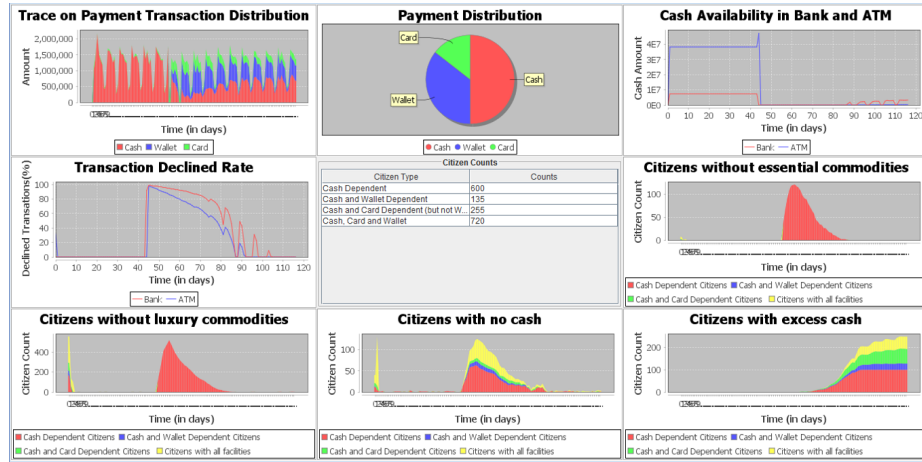 Trace on Payment Transaction Distribution
Amount
2,000,000
1,500,000
1,000,000
500,000
0
Time (in days)
Cash Wallet Card
Payment Distribution
Card
Cash
Wallet
Cash Wallet Card
Cash Availability in Bank and ATM
Cash Amount
4E7
3E7
2E7
1E7
0E0
0 10 20 30 40 50 60 70 80 90 100 110 120
Time (in days)
Bank ATM
Transaction Declined Rate
Declined Transations(%)
100
80
60
40
20
0
0 10 20 30 40 50 60 70 80 90 100 110 120
Time (in days)
Bank ATM
Citizen Counts
Citizen Type Counts
Cash Dependent 600
Cash and Wallet Dependent 135
Cash and Card Dependent (but not W... 255
Cash, Card and Wallet 720
Citizens without essential commodities
Citizen Count
100
50
0
Time (in days)
Cash Dependent Citizens Cash and Wallet Dependent Citizens
Cash and Card Dependent Citizens Citizens with all facilities
Citizens without luxury commodities
Citizen Count
400
200
0
Time (in days)
Cash Dependent Citizens Cash and Wallet Dependent Citizens
Cash and Card Dependent Citizens Citizens with all facilities
Citizens with no cash
Citizen Count
100
50
0
Time (in days)
Cash Dependent Citizens Cash and Wallet Dependent Citizens
Cash and Card Dependent Citizens Citizens with all facilities
Citizens with excess cash
Citizen Count
200
100
0
Time (in days)
Cash Dependent Citizens Cash and Wallet Dependent Citizens
Cash and Card Dependent Citizens Citizens with all facilities